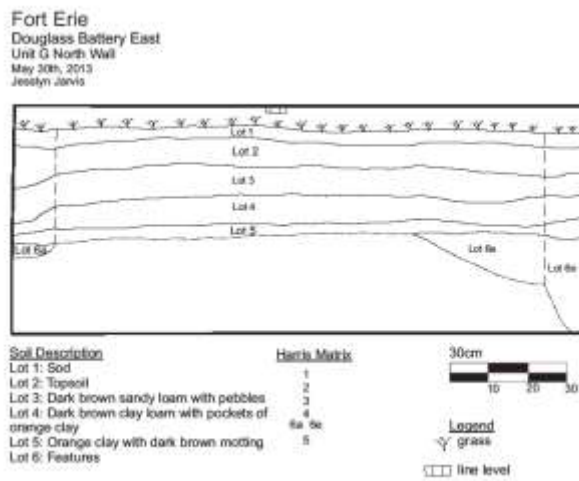 Fort Erie
Douglass Battery East
Unit G North Wall
May 30th, 2013
Jesslyn Jarvis
Lot 1
Lot 2
Lot 3
Lot 4
Lot 5
Lot 6a
Lot 6e
Lot 6e
Soil Description
Lot 1: Sod
Lot 2: Topsoil
Lot 3: Dark brown sandy loam with pebbles
Lot 4: Dark brown clay loam with pockets of
orange clay
Lot 5: Orange clay with dark brown motting
Lot 6: Features
Harris Matrix
1
2
3
4
6a 6e
5
30cm
10 20 30
Legend
grass
line level